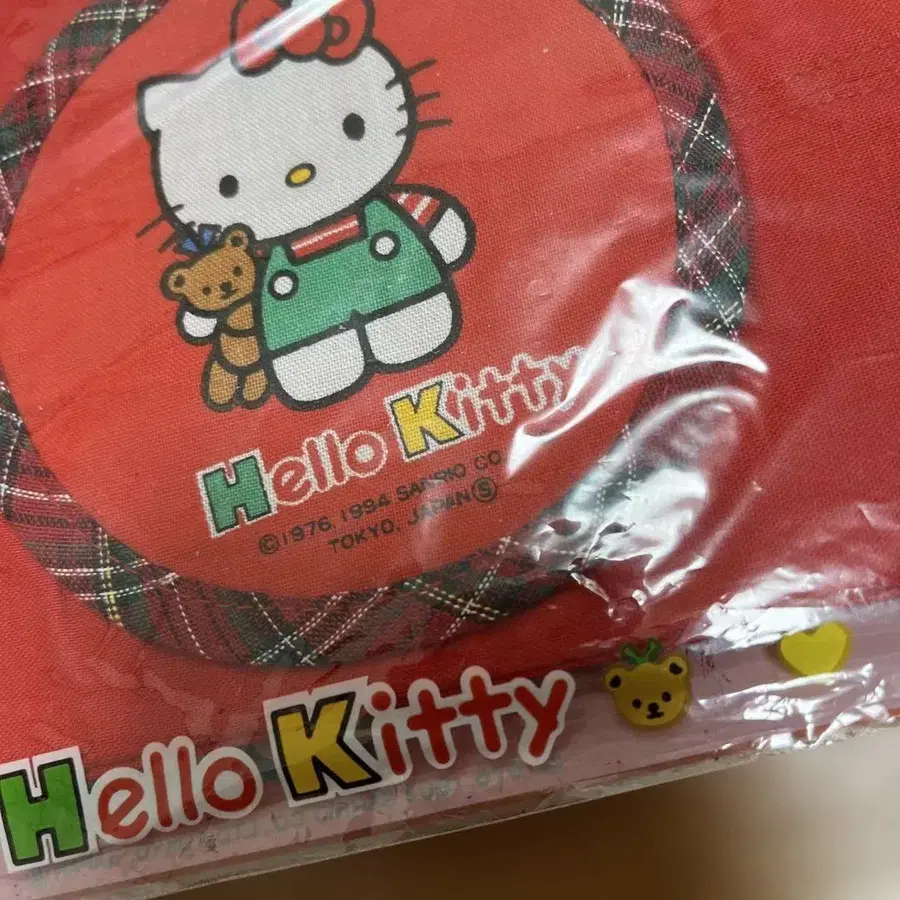 Hello Kitty
©1976, 1994 SANRIO CO
TOKYO, JAPAN Ⓢ
Hello Kitty